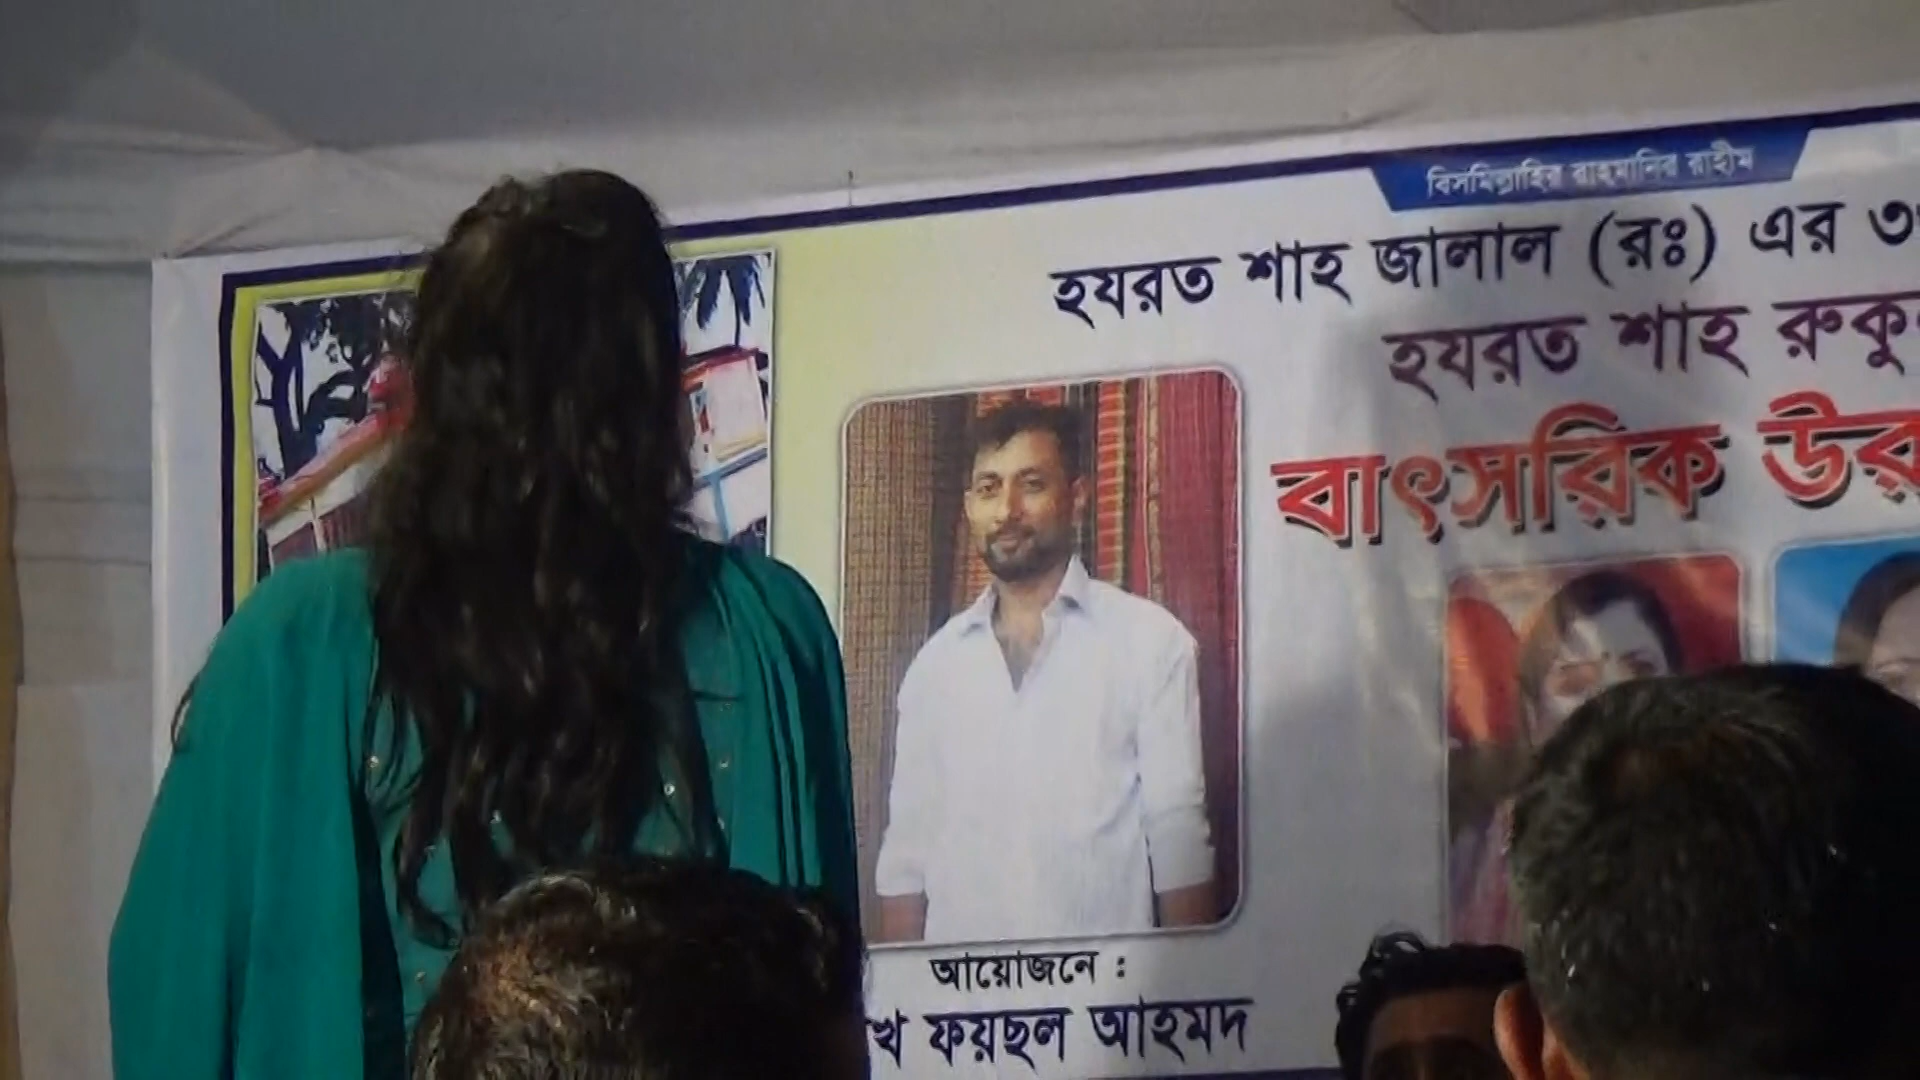 বিসমিল্লাহির রাহমানির রাহীম
হযরত শাহ জালাল (রঃ) এর
হযরত শাহ
বাৎসরিক
আয়োজনে :
ফয়ছল আহমদ